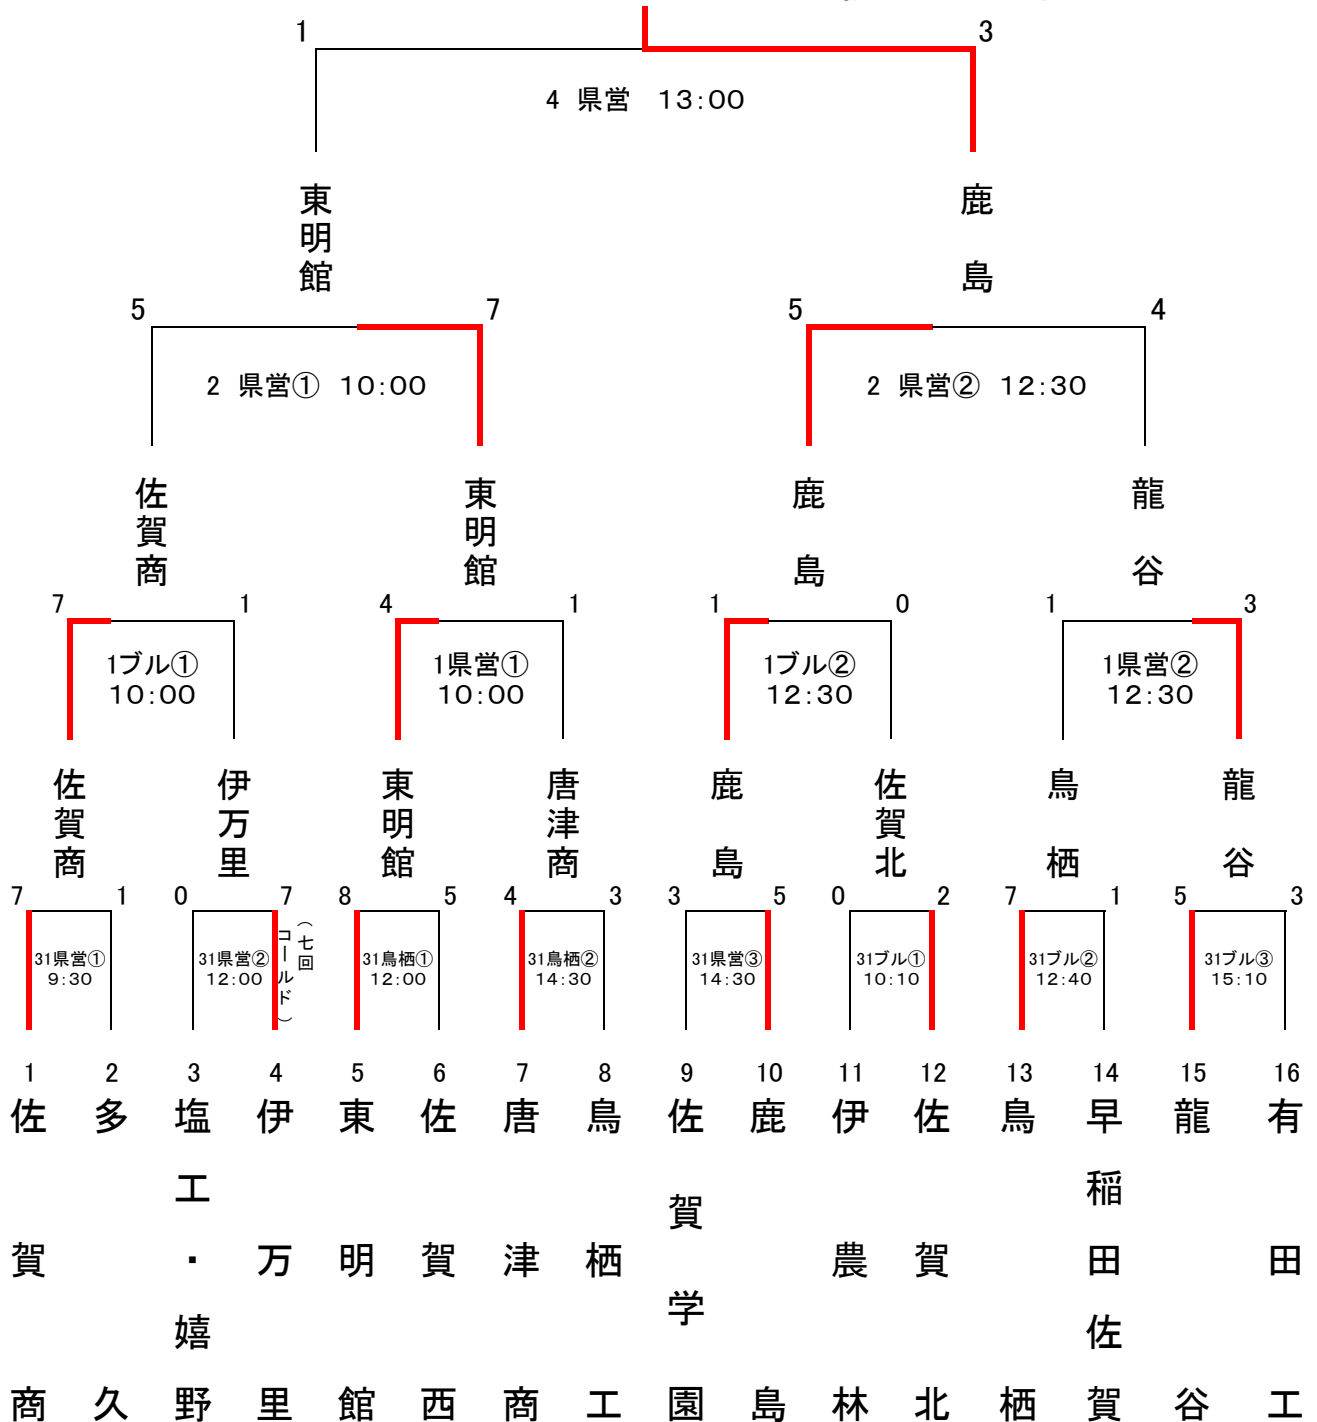 1
3
4 県営 13:00
東明館
鹿島
5
7
5
4
2 県営① 10:00
2 県営② 12:30
佐賀商
東明館
鹿島
龍谷
7
1
4
1
1
0
1
3
1ブル①
10:00
1県営①
10:00
1ブル②
12:30
1県営②
12:30
佐賀商
伊万里
東明館
唐津商
鹿島
佐賀北
鳥栖
龍谷
7
1
0
7
8
5
4
3
3
5
0
2
7
1
5
3
31県営①
9:30
31県営②
12:00
(七回
コールド)
31鳥栖①
12:00
31鳥栖②
14:30
31県営③
14:30
31ブル①
10:10
31ブル②
12:40
31ブル③
15:10
1
2
3
4
5
6
7
8
9
10
11
12
13
14
15
16
佐賀商
多久
塩工・嬉野
伊万里
東明館
佐賀西
唐津商
鳥栖工
佐賀学園
鹿島
伊農林
佐賀北
鳥栖
早稲田佐賀
龍谷
有田工